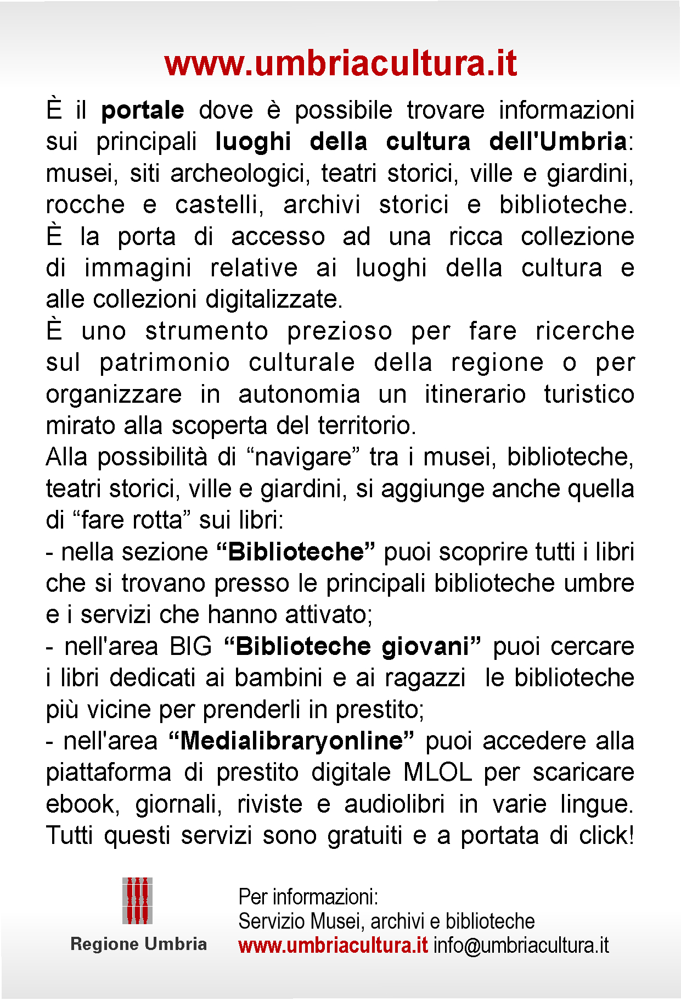 www.umbriacultura.it
È il portale dove è possibile trovare informazioni
sui principali luoghi della cultura dell'Umbria:
musei, siti archeologici, teatri storici, ville e giardini,
rocche e castelli, archivi storici e biblioteche.
È la porta di accesso ad una ricca collezione
di immagini relative ai luoghi della cultura e
alle collezioni digitalizzate.
È uno strumento prezioso per fare ricerche
sul patrimonio culturale della regione o per
organizzare in autonomia un itinerario turistico
mirato alla scoperta del territorio.
Alla possibilità di “navigare” tra i musei, biblioteche,
teatri storici, ville e giardini, si aggiunge anche quella
di “fare rotta” sui libri:
- nella sezione “Biblioteche” puoi scoprire tutti i libri
che si trovano presso le principali biblioteche umbre
e i servizi che hanno attivato;
- nell'area BIG “Biblioteche giovani” puoi cercare
i libri dedicati ai bambini e ai ragazzi le biblioteche
più vicine per prenderli in prestito;
- nell'area “Medialibraryonline” puoi accedere alla
piattaforma di prestito digitale MLOL per scaricare
ebook, giornali, riviste e audiolibri in varie lingue.
Tutti questi servizi sono gratuiti e a portata di click!
Regione Umbria
Per informazioni:
Servizio Musei, archivi e biblioteche
www.umbriacultura.it info@umbriacultura.it